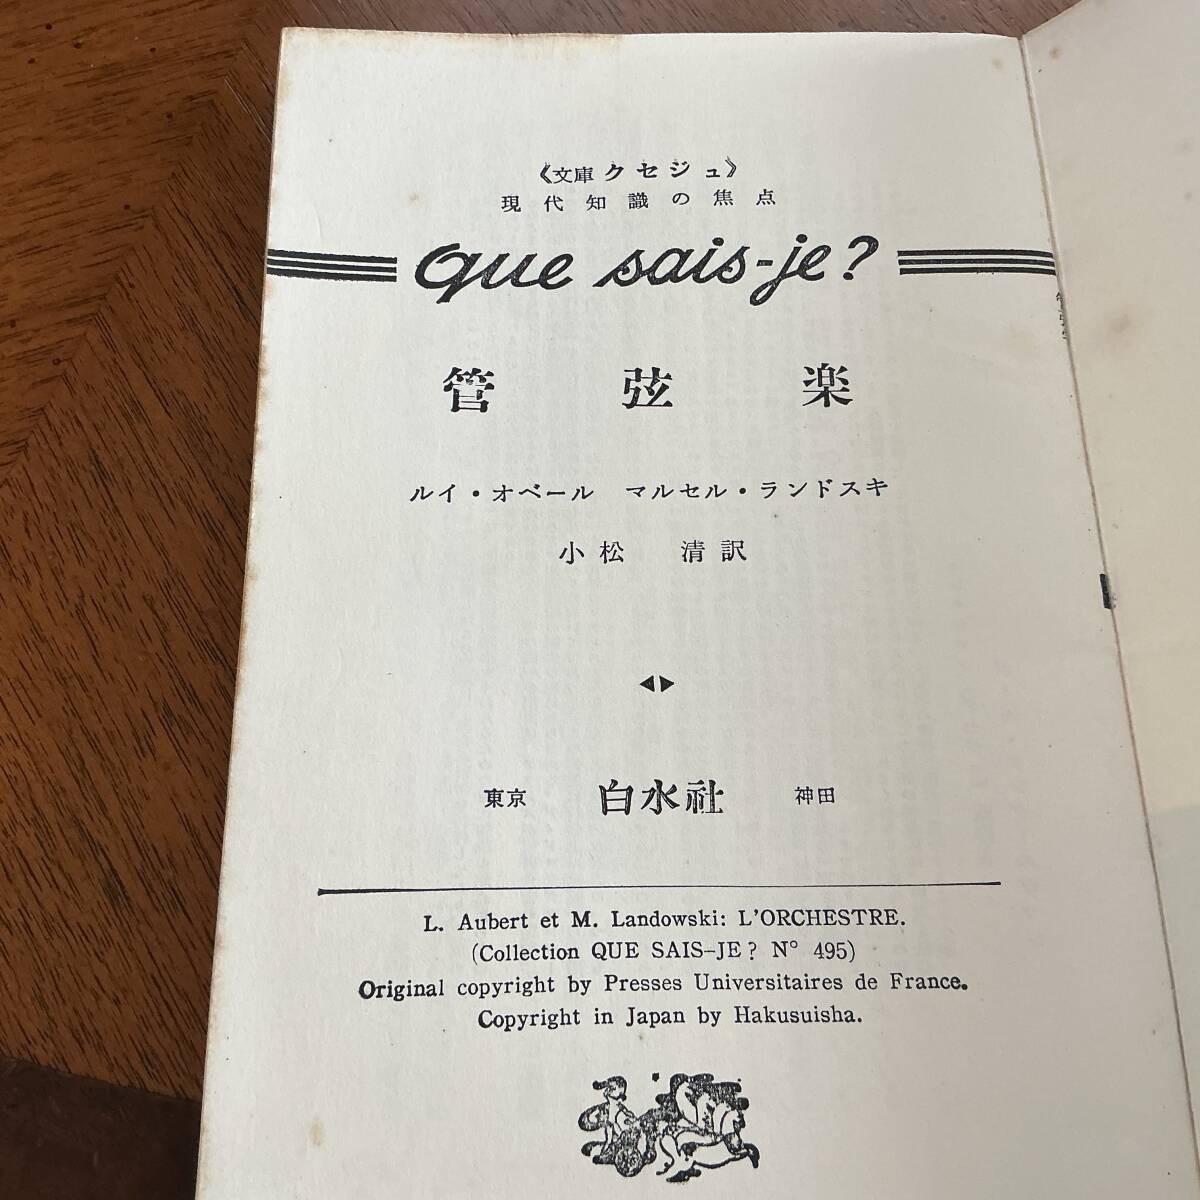 《文庫クセジュ》
現代知識の焦点
que sais-je?
管弦楽
ルイ・オベール マルセル・ランドスキ
小松 清訳
東京 白水社 神田
L. Aubert et M. Landowski: L'ORCHESTRE.
(Collection QUE SAIS-JE? N° 495)
Original copyright by Presses Universitaires de France.
Copyright in Japan by Hakusuisha.